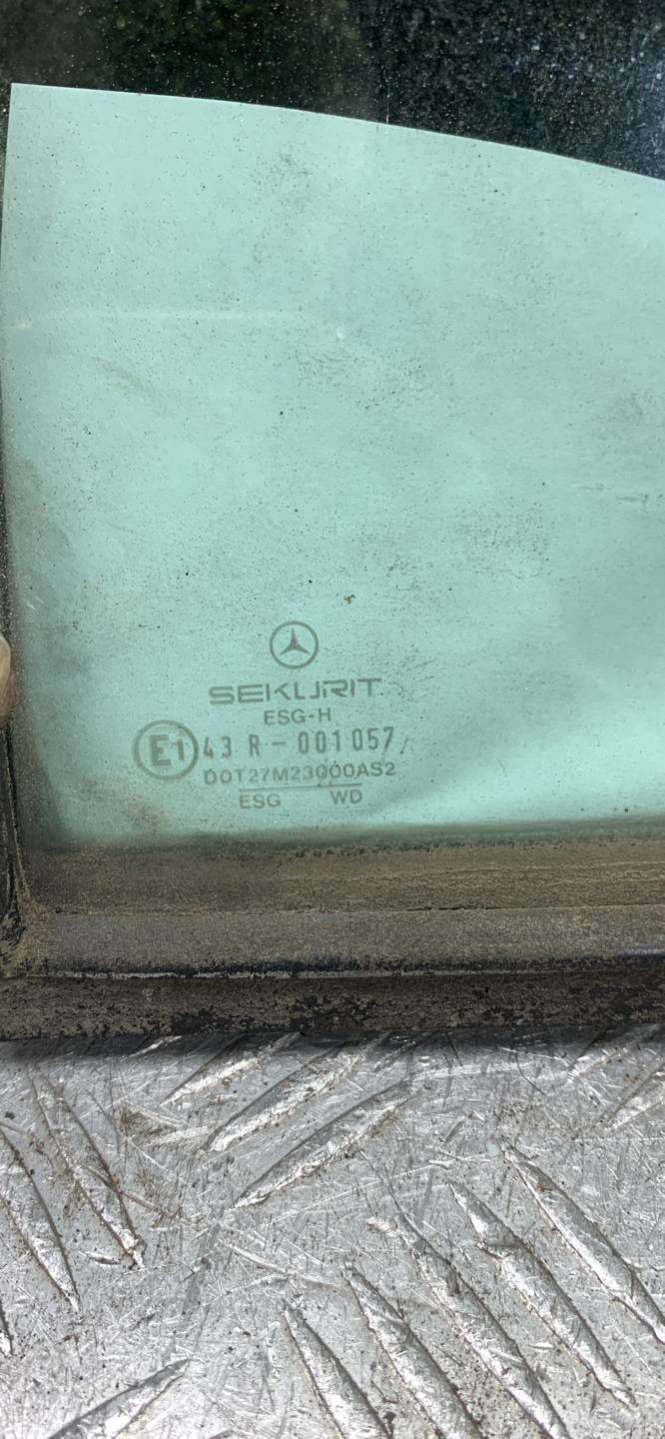 SEKURIT
ESG-H
E1 43 R-001057
DOT27M23000AS2
ESG WD